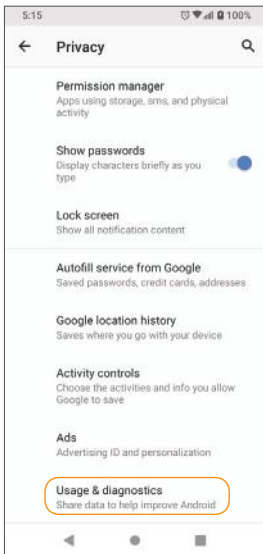 5:15 100%
Privacy
Permission manager
Apps using storage, sms, and physical
activity
Show passwords
Display characters briefly as you
type
Lock screen
Show all notification content
Autofill service from Google
Saved passwords, credit cards, addresses
Google location history
Saves where you go with your device
Activity controls
Choose the activities and info you allow
Google to save
Ads
Advertising ID and personalization
Usage & diagnostics
Share data to help improve Android